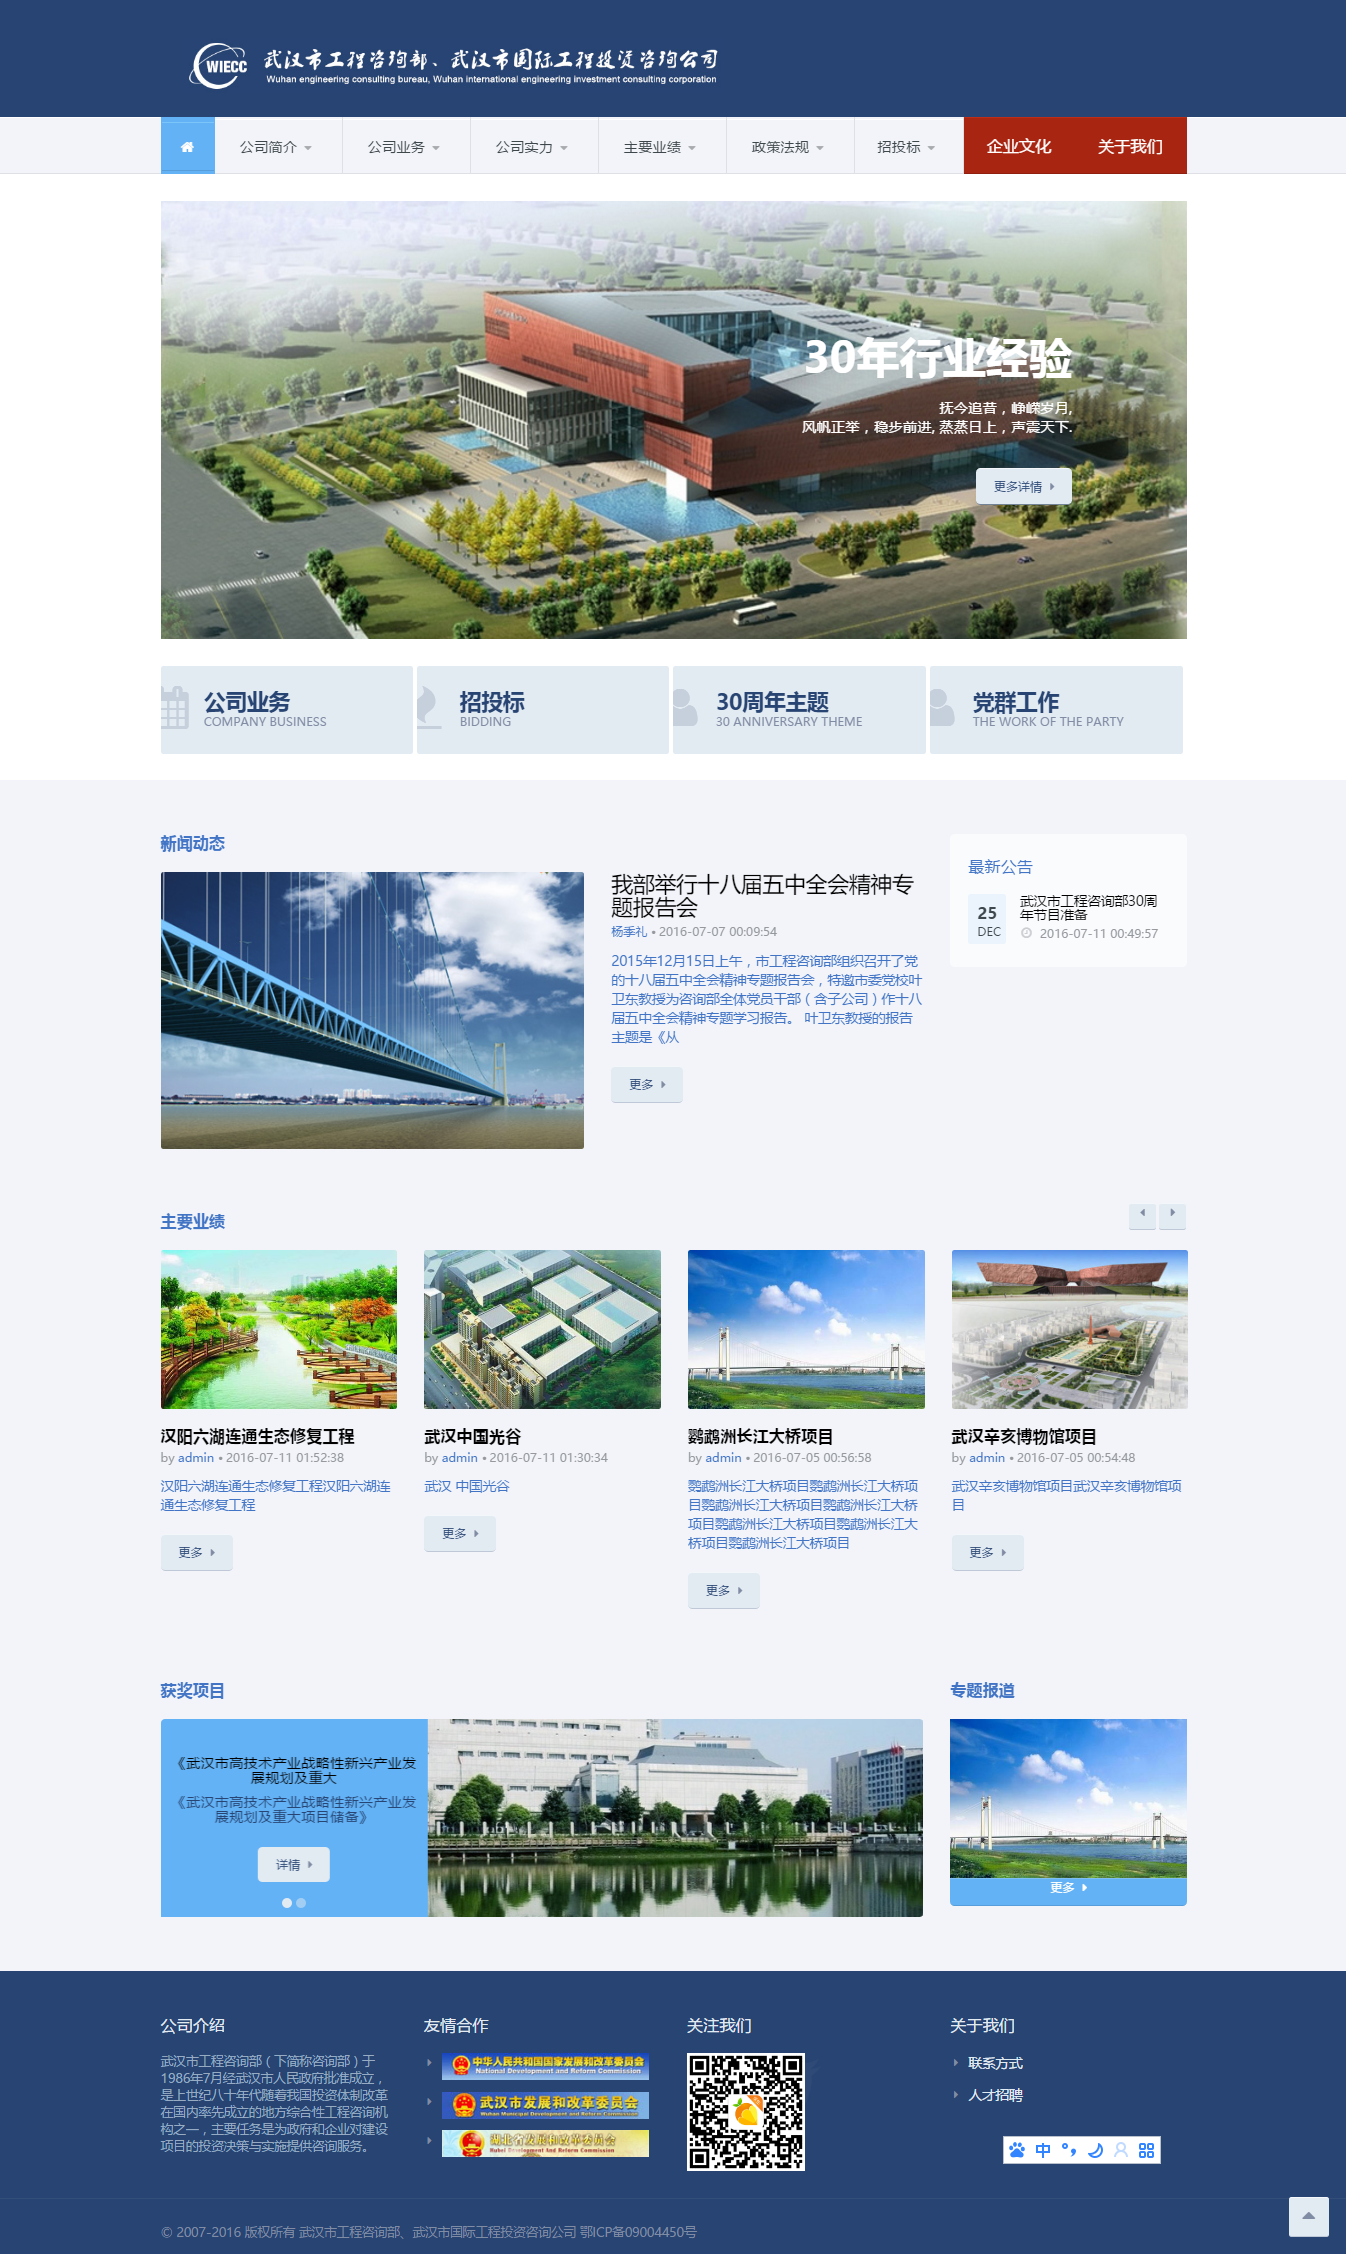 WIECC
武汉市工程咨询部、武汉市国际工程投资咨询公司
Wuhan engineering consulting bureau, Wuhan international engineering investment consulting corporation
公司简介
公司业务
公司实力
主要业绩
政策法规
招投标
企业文化
关于我们
30年行业经验
抚今追昔，峥嵘岁月,
风帆正举，稳步前进, 蒸蒸日上，声震天下.
更多详情
公司业务
COMPANY BUSINESS
招投标
BIDDING
30周年主题
30 ANNIVERSARY THEME
党群工作
THE WORK OF THE PARTY
新闻动态
我部举行十八届五中全会精神专
题报告会
杨季礼 • 2016-07-07 00:09:54
2015年12月15日上午，市工程咨询部组织召开了党
的十八届五中全会精神专题报告会，特邀市委党校叶
卫东教授为咨询部全体党员干部（含子公司）作十八
届五中全会精神专题学习报告。 叶卫东教授的报告
主题是《从
更多
最新公告
25
DEC
武汉市工程咨询部30周
年节目准备
2016-07-11 00:49:57
主要业绩
汉阳六湖连通生态修复工程
by admin • 2016-07-11 01:52:38
汉阳六湖连通生态修复工程汉阳六湖连
通生态修复工程
更多
武汉中国光谷
by admin • 2016-07-11 01:30:34
武汉 中国光谷
更多
鹦鹉洲长江大桥项目
by admin • 2016-07-05 00:56:58
鹦鹉洲长江大桥项目鹦鹉洲长江大桥项
目鹦鹉洲长江大桥项目鹦鹉洲长江大桥
项目鹦鹉洲长江大桥项目鹦鹉洲长江大
桥项目鹦鹉洲长江大桥项目
更多
武汉辛亥博物馆项目
by admin • 2016-07-05 00:54:48
武汉辛亥博物馆项目武汉辛亥博物馆项
目
更多
获奖项目
《武汉市高技术产业战略性新兴产业发
展规划及重大
《武汉市高技术产业战略性新兴产业发
展规划及重大项目储备》
详情
专题报道
更多
公司介绍
武汉市工程咨询部（下简称咨询部）于
1986年7月经武汉市人民政府批准成立，
是上世纪八十年代随着我国投资体制改革
在国内率先成立的地方综合性工程咨询机
构之一，主要任务是为政府和企业对建设
项目的投资决策与实施提供咨询服务。
友情合作
中华人民共和国国家发展和改革委员会
National Development and Reform Commission
武汉市发展和改革委员会
Wuhan Municipal Development and Reform Commission
湖北省发展和改革委员会
Hubei Development and Reform Commission
关注我们
关于我们
联系方式
人才招聘
中
© 2007-2016 版权所有 武汉市工程咨询部、武汉市国际工程投资咨询公司 鄂ICP备09004450号